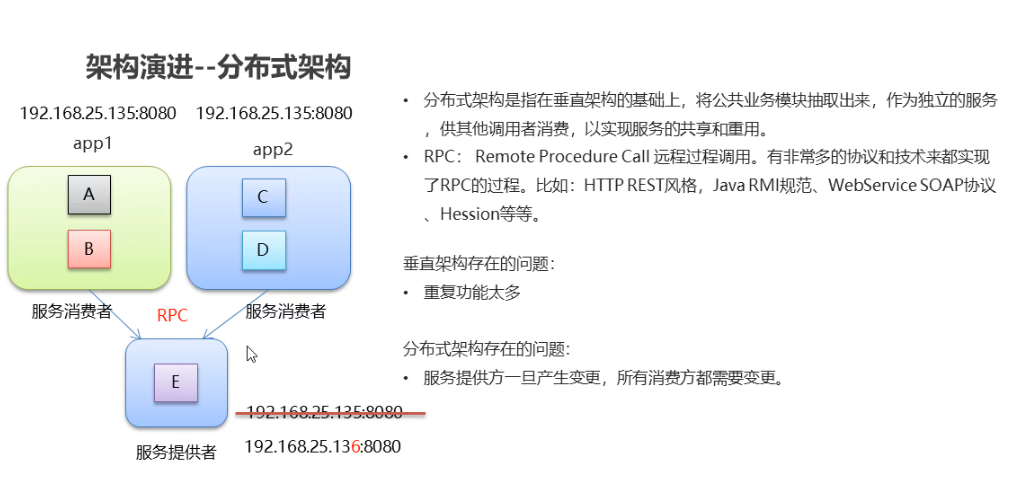 架构演进--分布式架构
192.168.25.135:8080
192.168.25.135:8080
app1
app2
A
B
C
D
服务消费者
RPC
服务消费者
E
192.168.25.135:8080
192.168.25.136:8080
服务提供者
• 分布式架构是指在垂直架构的基础上，将公共业务模块抽取出来，作为独立的服务
，供其他调用者消费，以实现服务的共享和重用。
• RPC： Remote Procedure Call 远程过程调用。有非常多的协议和技术来都实现
了RPC的过程。比如：HTTP REST风格，Java RMI规范、WebService SOAP协议
、Hession等等。
垂直架构存在的问题：
• 重复功能太多
分布式架构存在的问题：
• 服务提供方一旦产生变更，所有消费方都需要变更。